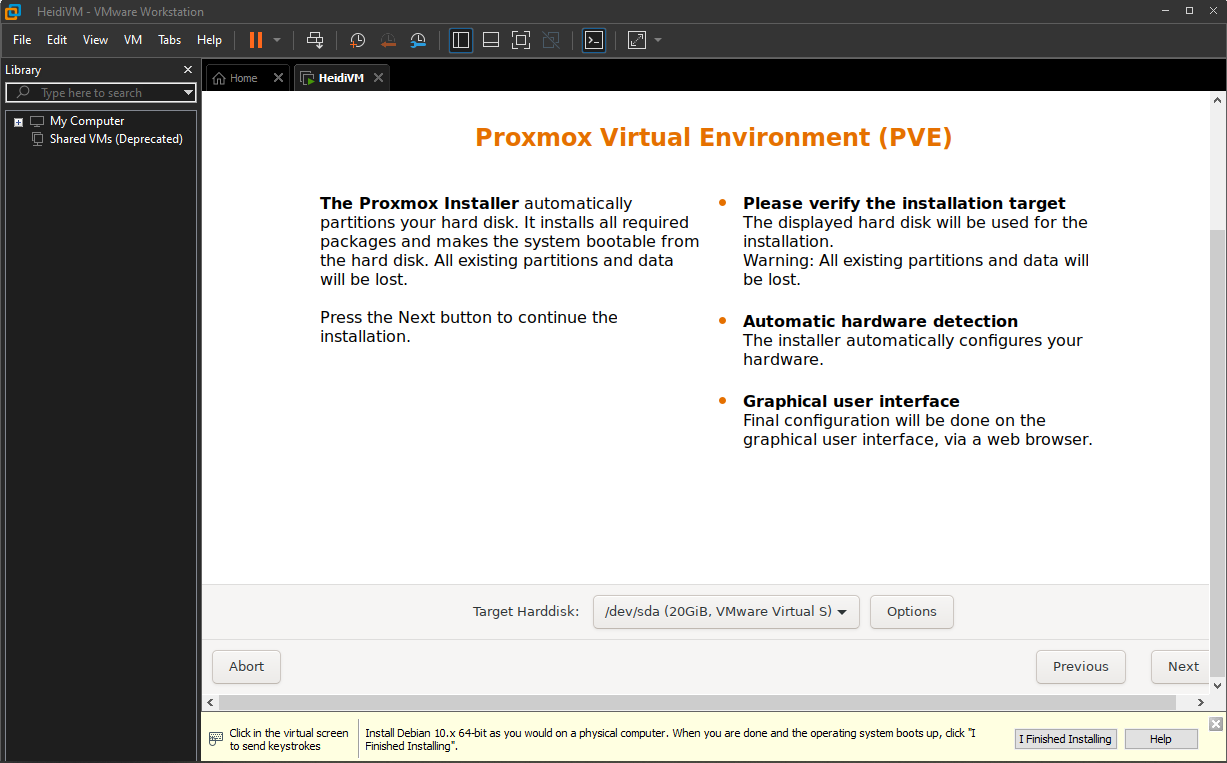 HeidiVM - VMware Workstation
File Edit View VM Tabs Help
Library
Type here to search
My Computer
Shared VMs (Deprecated)
Home
HeidiVM
Proxmox Virtual Environment (PVE)
The Proxmox Installer automatically
partitions your hard disk. It installs all required
packages and makes the system bootable from
the hard disk. All existing partitions and data
will be lost.
Press the Next button to continue the
installation.
Please verify the installation target
The displayed hard disk will be used for the
installation.
Warning: All existing partitions and data will
be lost.
Automatic hardware detection
The installer automatically configures your
hardware.
Graphical user interface
Final configuration will be done on the
graphical user interface, via a web browser.
Target Harddisk: /dev/sda (20GiB, VMware Virtual S) Options
Abort Previous Next
Click in the virtual screen
to send keystrokes
Install Debian 10.x 64-bit as you would on a physical computer. When you are done and the operating system boots up, click "I
Finished Installing".
I Finished Installing Help